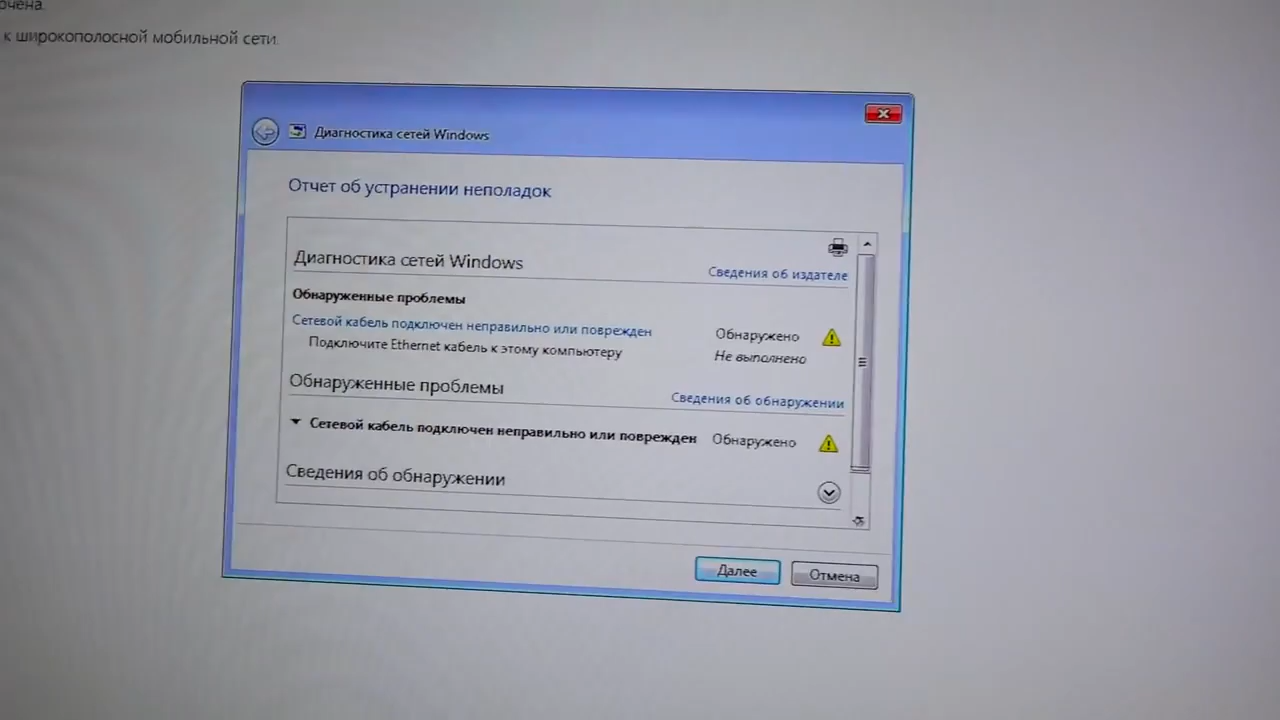 к широкополосной мобильной сети.
Диагностика сетей Windows
Отчет об устранении неполадок
Диагностика сетей Windows
Сведения об издателе
Обнаруженные проблемы
Сетевой кабель подключен неправильно или поврежден Обнаружено
Подключите Ethernet кабель к этому компьютеру Не выполнено
Обнаруженные проблемы
Сведения об обнаружении
Сетевой кабель подключен неправильно или поврежден Обнаружено
Сведения об обнаружении
Далее Отмена